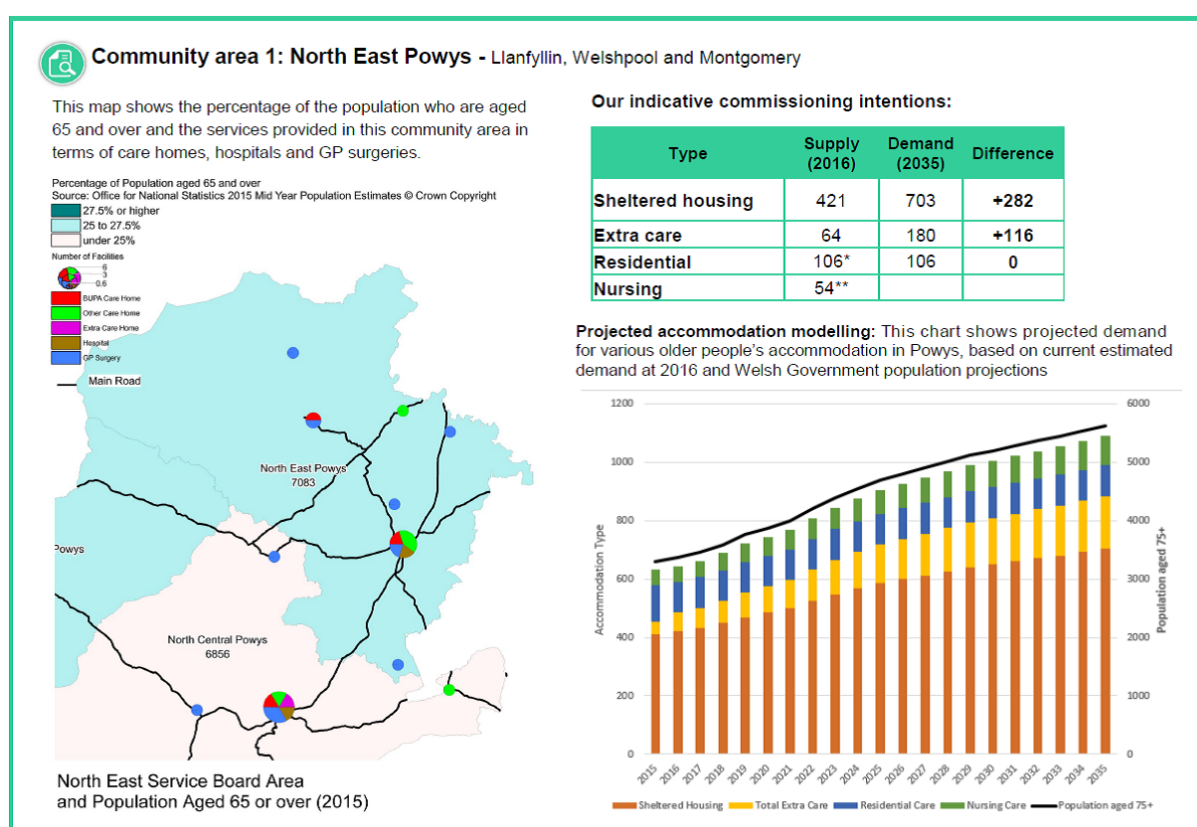 Community area 1: North East Powys - Llanfyllin, Welshpool and Montgomery
This map shows the percentage of the population who are aged
65 and over and the services provided in this community area in
terms of care homes, hospitals and GP surgeries.
Percentage of Population aged 65 and over
Source: Office for National Statistics 2015 Mid Year Population Estimates © Crown Copyright
27.5% or higher
25 to 27.5%
under 25%
Number of Facilities
6
3
0.6
BUPA Care Home
Other Care Home
Extra Care Home
Hospital
GP Surgery
Main Road
North East Powys
7083
Powys
North Central Powys
6856
North East Service Board Area
and Population Aged 65 or over (2015)
Our indicative commissioning intentions:
Type Supply (2016) Demand (2035) Difference
Sheltered housing 421 703 +282
Extra care 64 180 +116
Residential 106* 106 0
Nursing 54**
Projected accommodation modelling: This chart shows projected demand
for various older people's accommodation in Powys, based on current estimated
demand at 2016 and Welsh Government population projections
1200 6000
1000 5000
800 4000
600 3000
400 2000
200 1000
0 0
Accommodation Type
Population aged 75+
2015 2016 2017 2018 2019 2020 2021 2022 2023 2024 2025 2026 2027 2028 2029 2030 2031 2032 2033 2034 2035
Sheltered Housing Total Extra Care Residential Care Nursing Care Population aged 75+